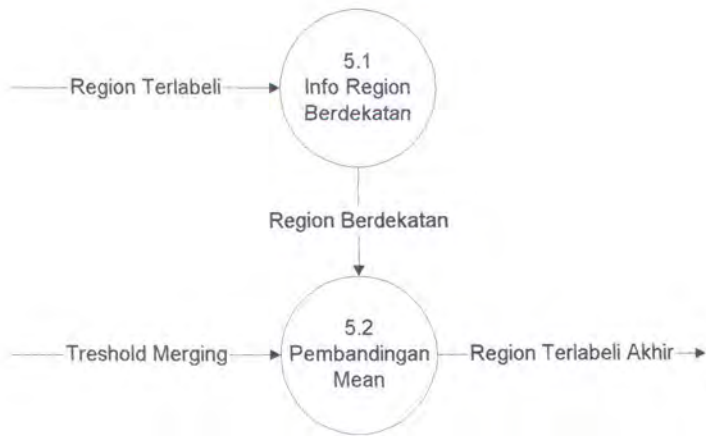 5.1
Info Region
Berdekatan
Region Terlabeli
Region Berdekatan
5.2
Pembandingan
Mean
Treshold Merging
Region Terlabeli Akhir